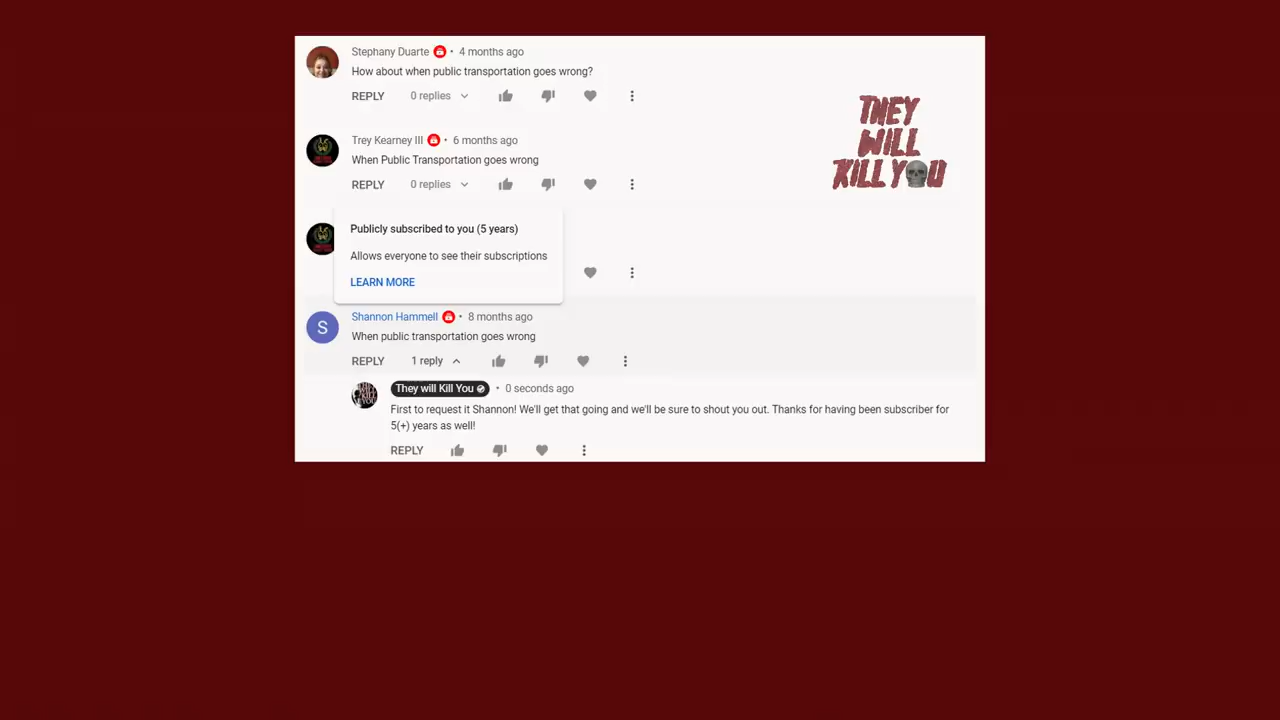 Stephany Duarte • 4 months ago
How about when public transportation goes wrong?
REPLY 0 replies
THEY
WILL
KILL YOU
Trey Kearney III • 6 months ago
When Public Transportation goes wrong
REPLY 0 replies
Publicly subscribed to you (5 years)
Allows everyone to see their subscriptions
LEARN MORE
S
Shannon Hammell • 8 months ago
When public transportation goes wrong
REPLY 1 reply
They will Kill You • 0 seconds ago
First to request it Shannon! We'll get that going and we'll be sure to shout you out. Thanks for having been subscriber for
5(+) years as well!
REPLY